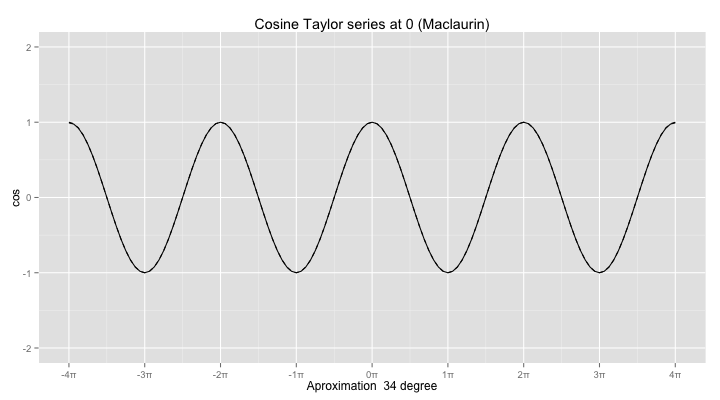 Cosine Taylor series at 0 (Maclaurin)
2
1
0
-1
-2
cos
-4π -3π -2π -1π 0π 1π 2π 3π 4π
Aproximation  34 degree